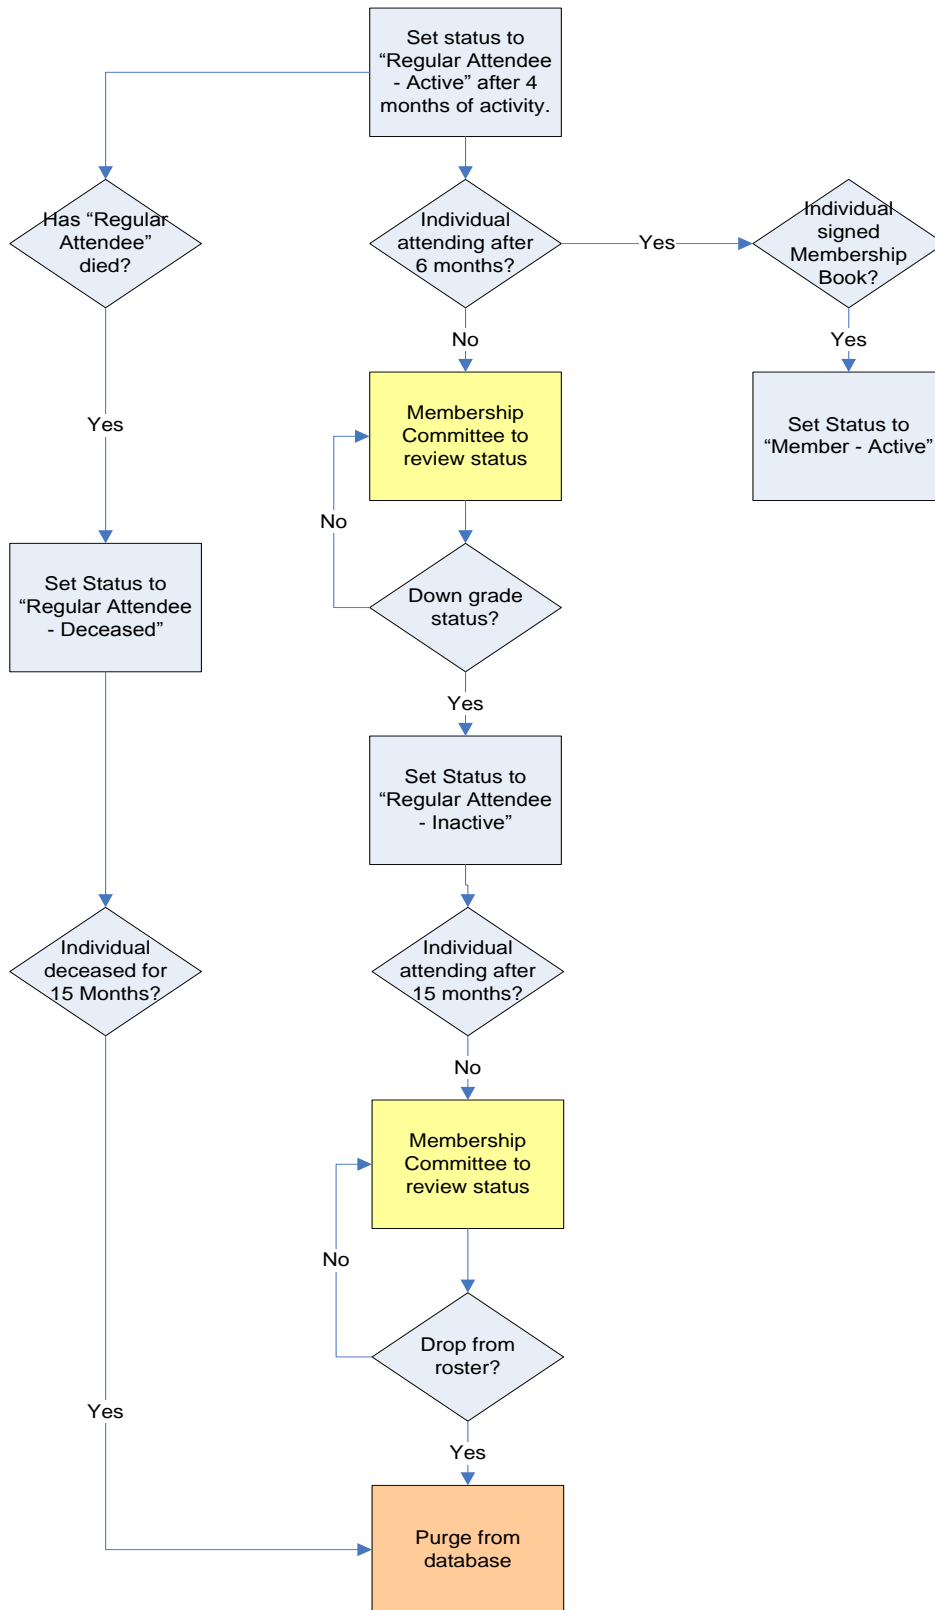 Set status to
“Regular Attendee
- Active” after 4
months of activity.
Has “Regular
Attendee”
died?
Individual
attending after
6 months?
Yes
Individual
signed
Membership
Book?
No
Yes
Membership
Committee to
review status
Set Status to
“Member - Active”
Yes
No
Down grade
status?
Set Status to
“Regular Attendee
- Deceased”
Yes
Set Status to
“Regular Attendee
- Inactive”
Individual
deceased for
15 Months?
Individual
attending after
15 months?
No
Membership
Committee to
review status
No
Drop from
roster?
Yes
Yes
Purge from
database